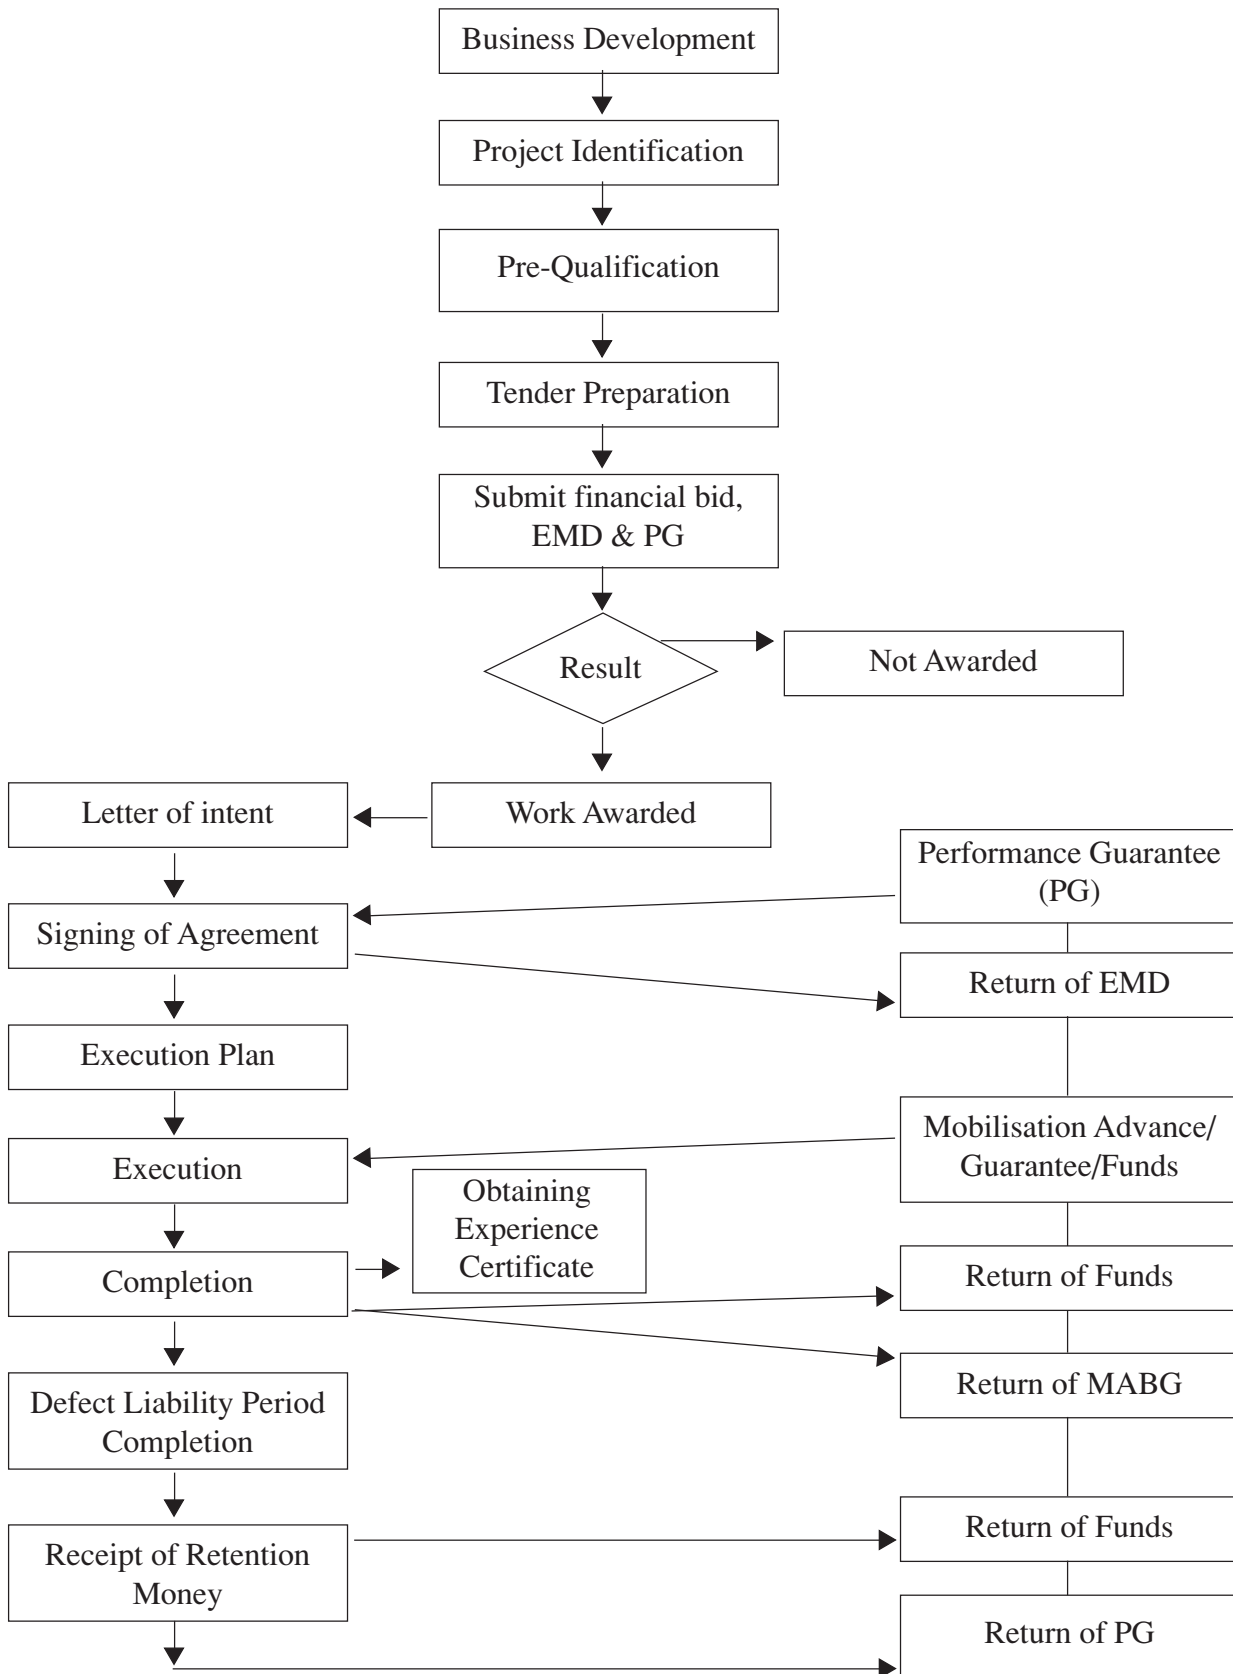 Business Development
Project Identification
Pre-Qualification
Tender Preparation
Submit financial bid,
EMD & PG
Result
Not Awarded
Letter of intent
Work Awarded
Performance Guarantee
(PG)
Signing of Agreement
Return of EMD
Execution Plan
Mobilisation Advance/
Guarantee/Funds
Execution
Obtaining
Experience
Certificate
Completion
Return of Funds
Return of MABG
Defect Liability Period
Completion
Return of Funds
Receipt of Retention
Money
Return of PG